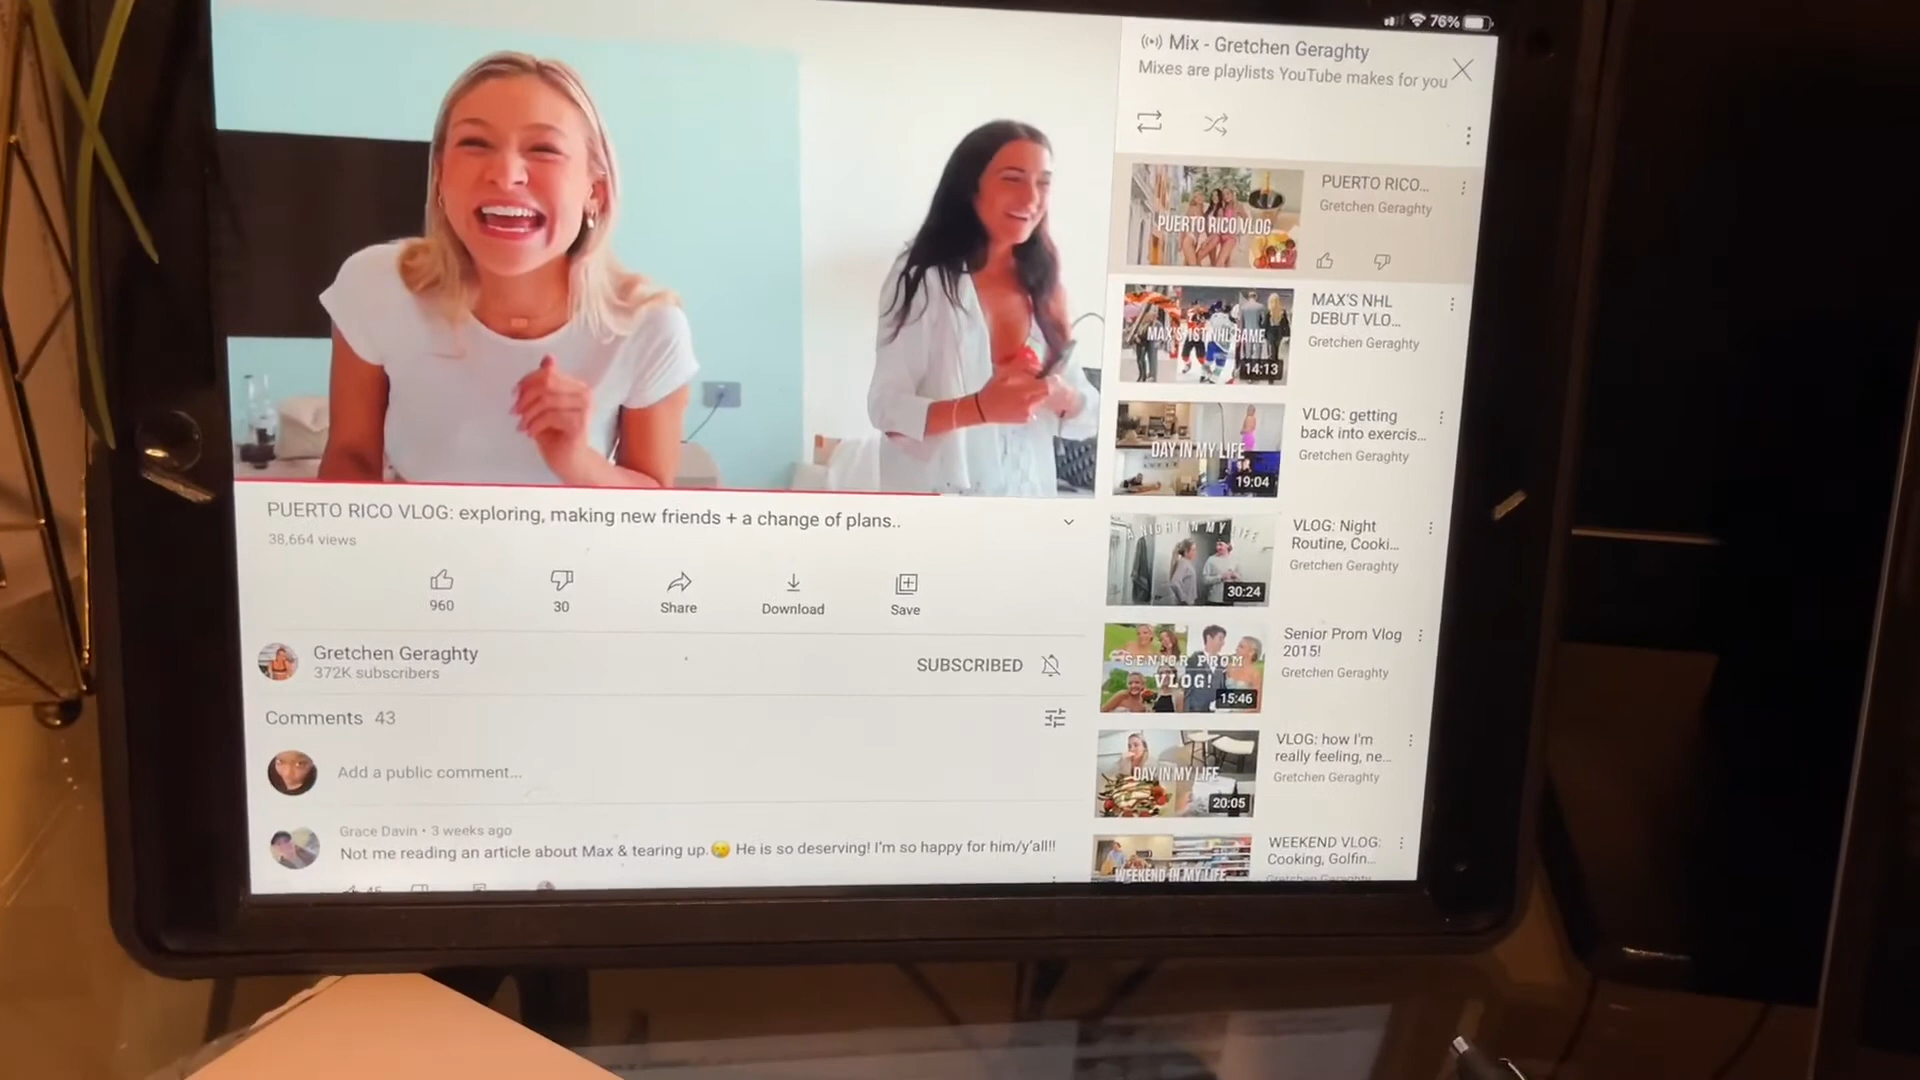 76%
Mix - Gretchen Geraghty
Mixes are playlists YouTube makes for you
PUERTO RICO VLOG: exploring, making new friends + a change of plans..
38,664 views
960
30
Share
Download
Save
Gretchen Geraghty
372K subscribers
SUBSCRIBED
Comments 43
Add a public comment...
Grace Davin • 3 weeks ago
Not me reading an article about Max & tearing up.😢 He is so deserving! I'm so happy for him/y'all!!
45
PUERTO RICO VLOG
PUERTO RICO...
Gretchen Geraghty
MAX'S 1ST NHL GAME
14:13
MAX'S NHL
DEBUT VLO...
Gretchen Geraghty
DAY IN MY LIFE
19:04
VLOG: getting
back into exercis...
Gretchen Geraghty
A NIGHT IN MY LIFE
30:24
VLOG: Night
Routine, Cooki...
Gretchen Geraghty
SENIOR PROM
VLOG!
15:46
Senior Prom Vlog
2015!
Gretchen Geraghty
DAY IN MY LIFE
20:05
VLOG: how I'm
really feeling, ne...
Gretchen Geraghty
WEEKEND IN MY LIFE
WEEKEND VLOG:
Cooking, Golfin...
Gretchen Geraghty